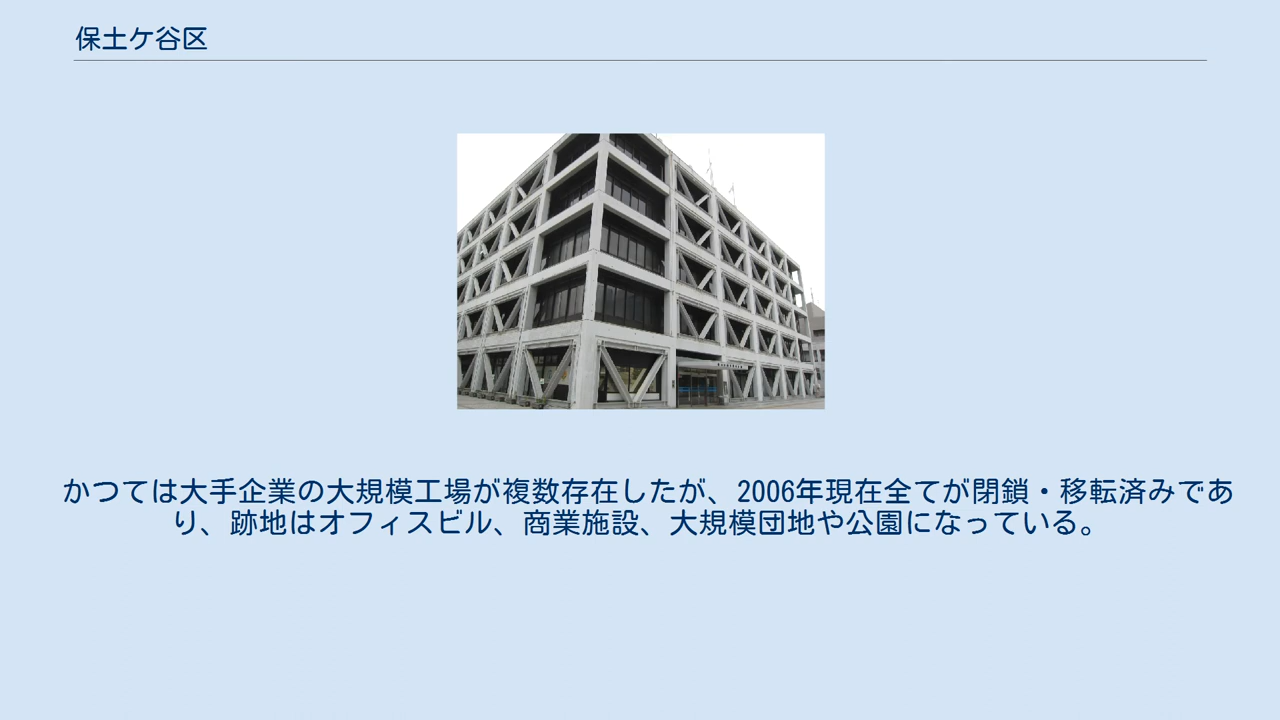 保土ケ谷区
かつては大手企業の大規模工場が複数存在したが、2006年現在全てが閉鎖・移転済みであ
り、跡地はオフィスビル、商業施設、大規模団地や公園になっている。